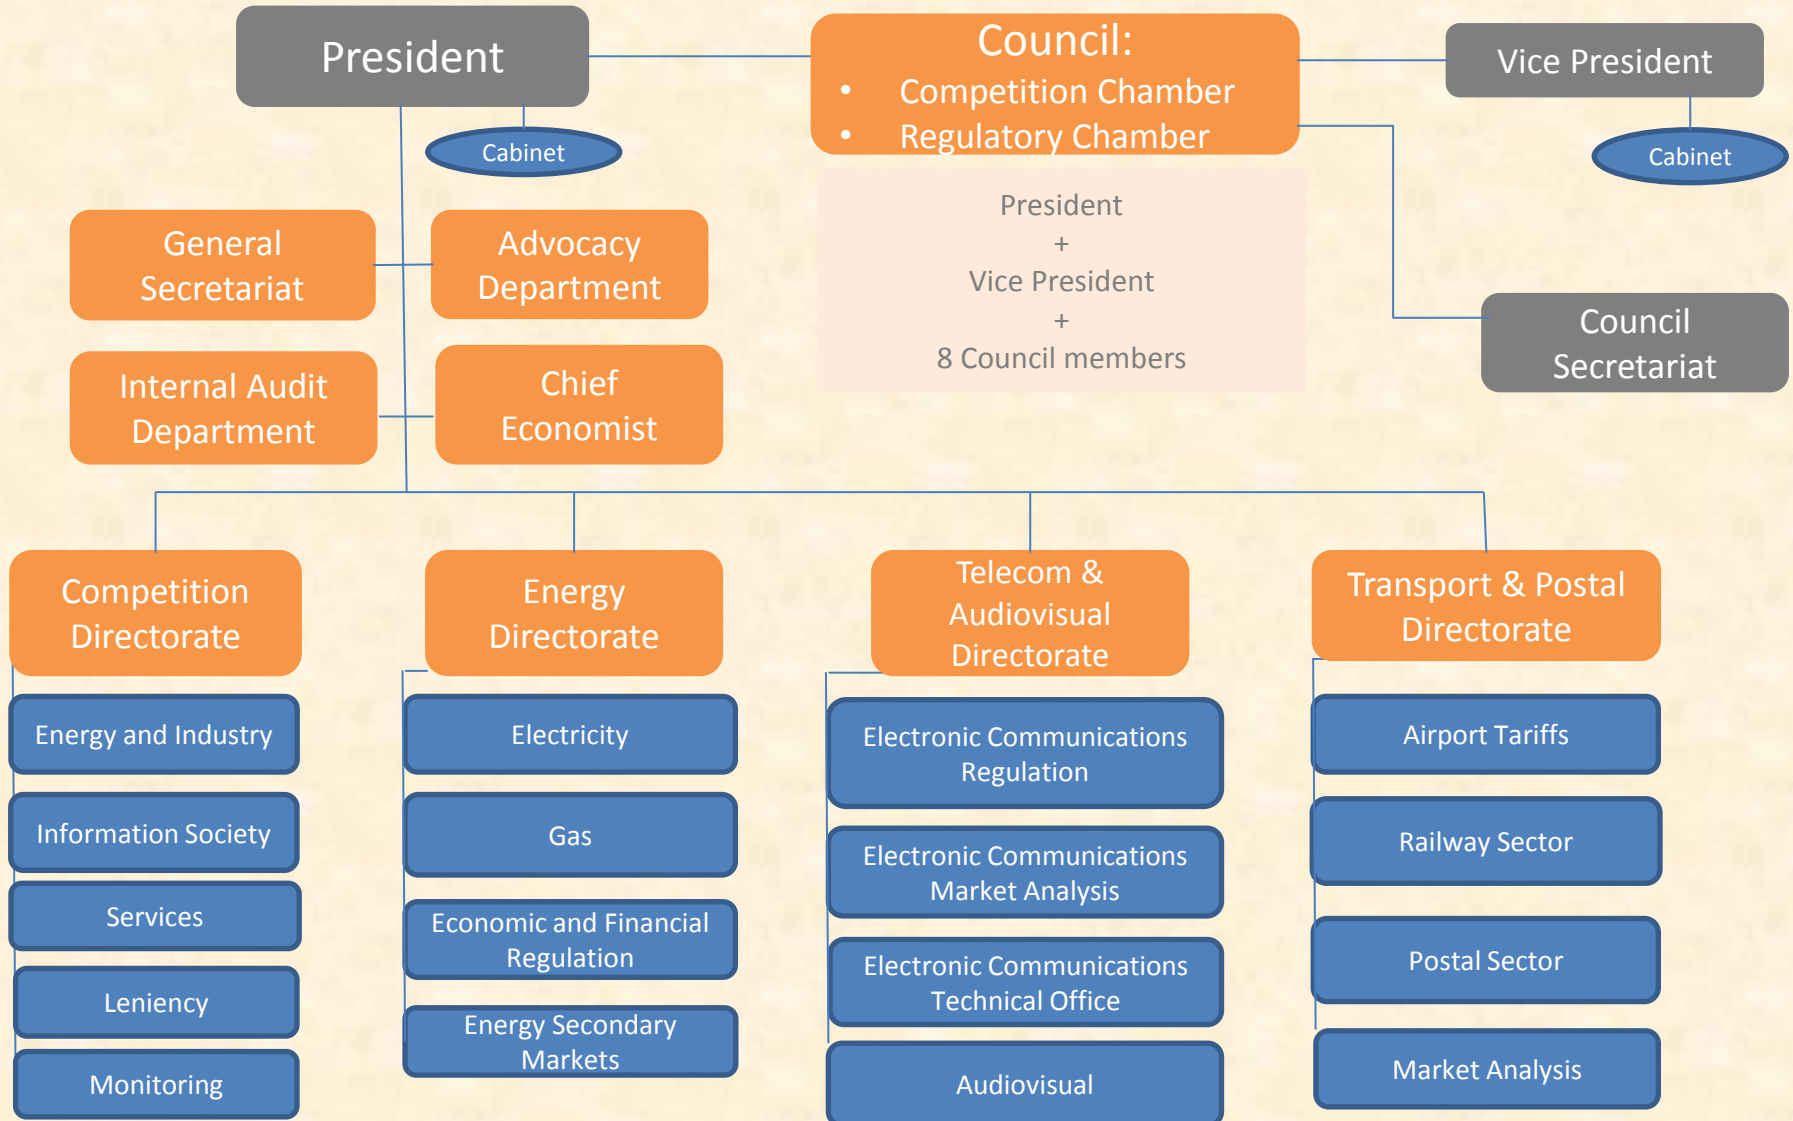 President
Council:
• Competition Chamber
• Regulatory Chamber
Vice President
Cabinet
Cabinet
President
+
Vice President
+
8 Council members
General
Secretariat
Advocacy
Department
Council
Secretariat
Internal Audit
Department
Chief
Economist
Competition
Directorate
Energy
Directorate
Telecom &
Audiovisual
Directorate
Transport & Postal
Directorate
Energy and Industry
Information Society
Services
Leniency
Monitoring
Electricity
Gas
Economic and Financial
Regulation
Energy Secondary
Markets
Electronic Communications
Regulation
Electronic Communications
Market Analysis
Electronic Communications
Technical Office
Audiovisual
Airport Tariffs
Railway Sector
Postal Sector
Market Analysis